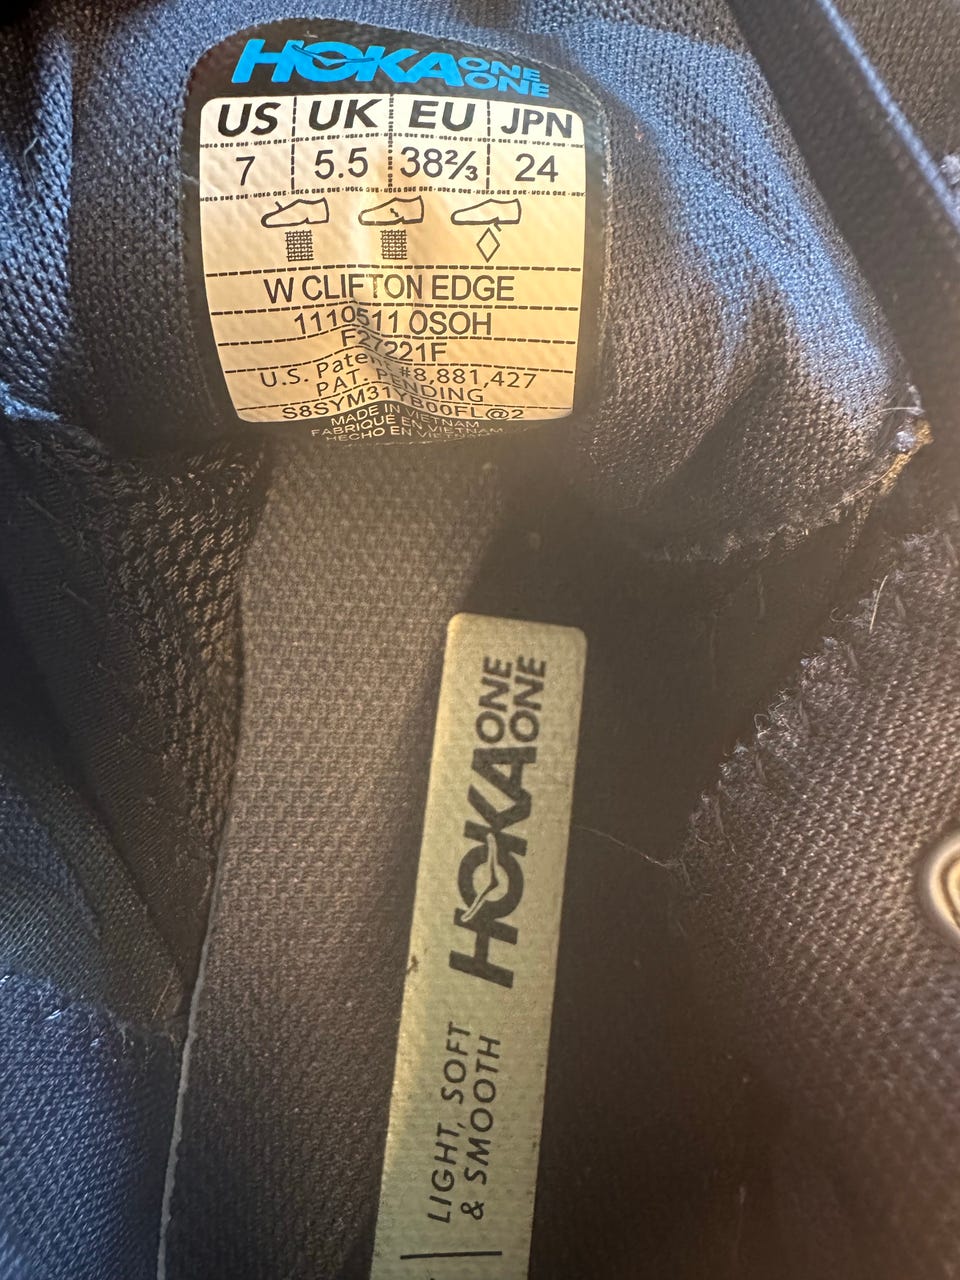 HOKA ONE ONE
US UK EU JPN
7 5.5 38⅔ 24
W CLIFTON EDGE
1110511 OSOH
F27221F
U.S. Patent #8,881,427
PAT. PENDING
S8SYM31YB00FL@2
MADE IN VIETNAM
FABRIQUÉ EN VIETNAM
HECHO EN VIETNAM
HOKA ONE ONE
LIGHT, SOFT
& SMOOTH